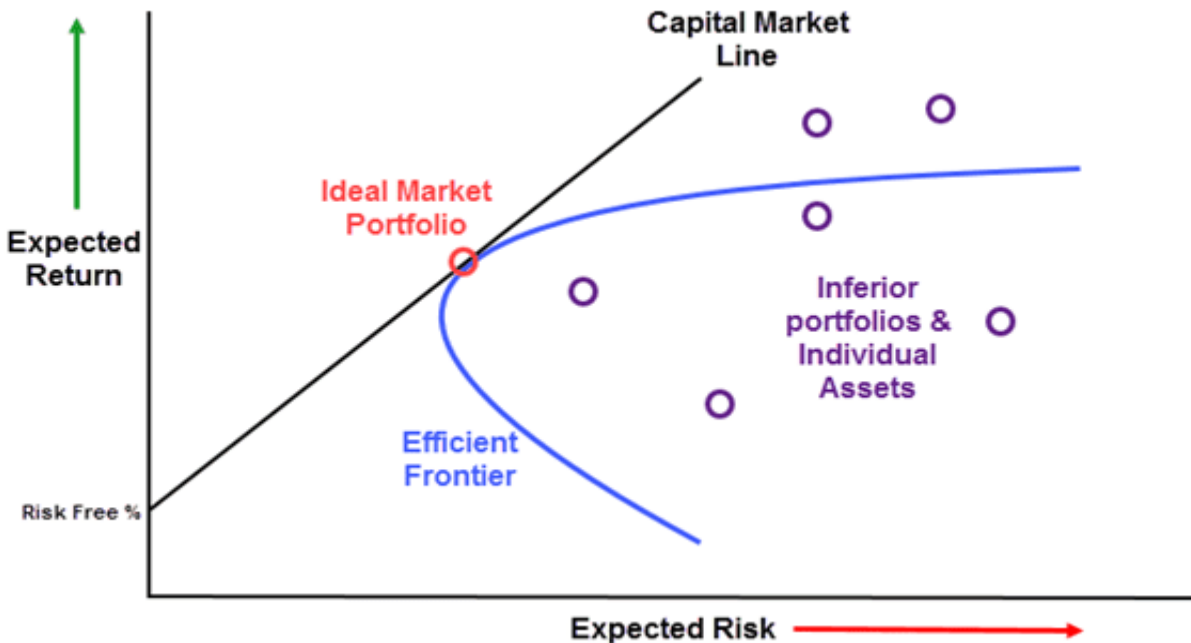 Capital Market
Line
Ideal Market
Portfolio
Expected
Return
Inferior
portfolios &
Individual
Assets
Efficient
Frontier
Risk Free %
Expected Risk